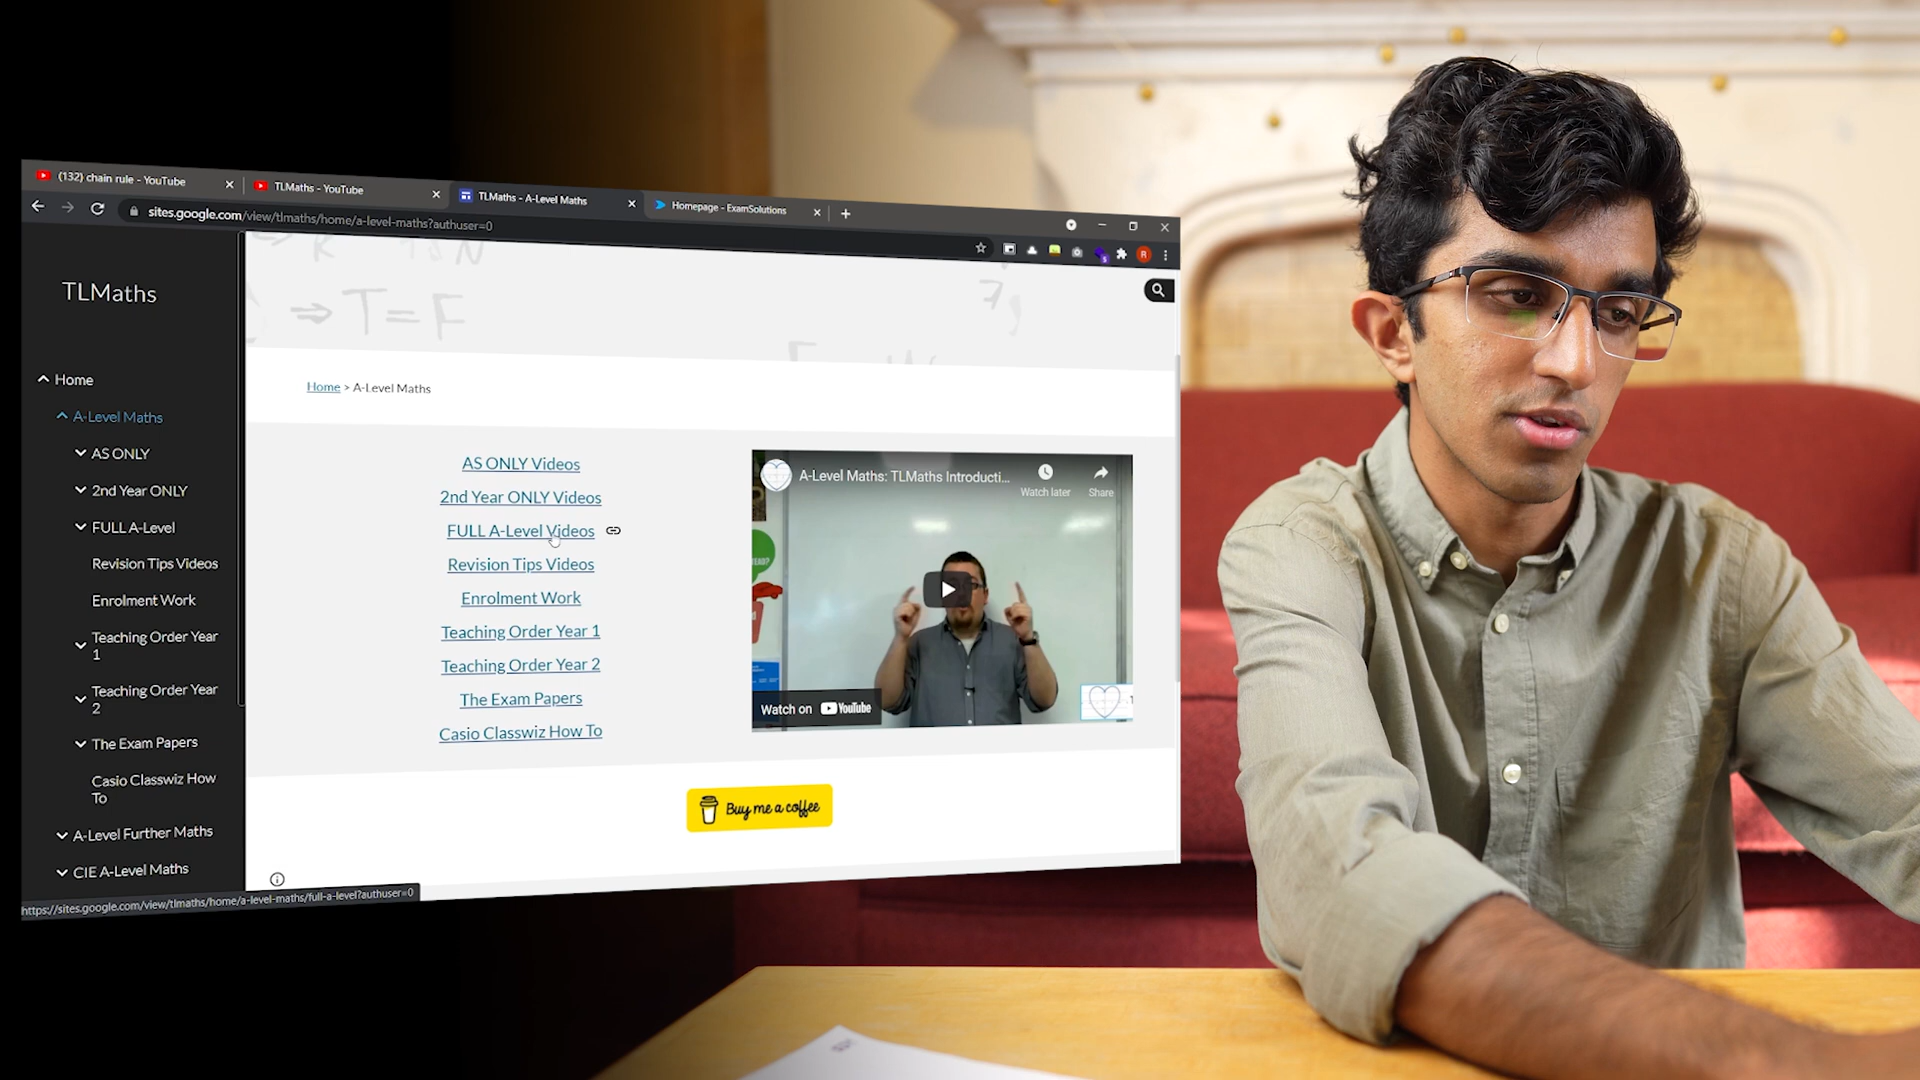 (132) chain rule - YouTube
TLMaths - YouTube
TLMaths - A-Level Maths
Homepage - ExamSolutions
sites.google.com/view/tlmaths/home/a-level-maths?authuser=0
R
TLMaths
⇒ T = F
Home > A-Level Maths
Home
A-Level Maths
AS ONLY
2nd Year ONLY
FULL A-Level
Revision Tips Videos
Enrolment Work
Teaching Order Year
1
Teaching Order Year
2
The Exam Papers
Casio Classwiz How
To
A-Level Further Maths
CIE A-Level Maths
AS ONLY Videos
2nd Year ONLY Videos
FULL A-Level Videos
Revision Tips Videos
Enrolment Work
Teaching Order Year 1
Teaching Order Year 2
The Exam Papers
Casio Classwiz How To
A-Level Maths: TLMaths Introducti...
Watch later
Share
Watch on YouTube
Buy me a coffee
https://sites.google.com/view/tlmaths/home/a-level-maths/full-a-level?authuser=0